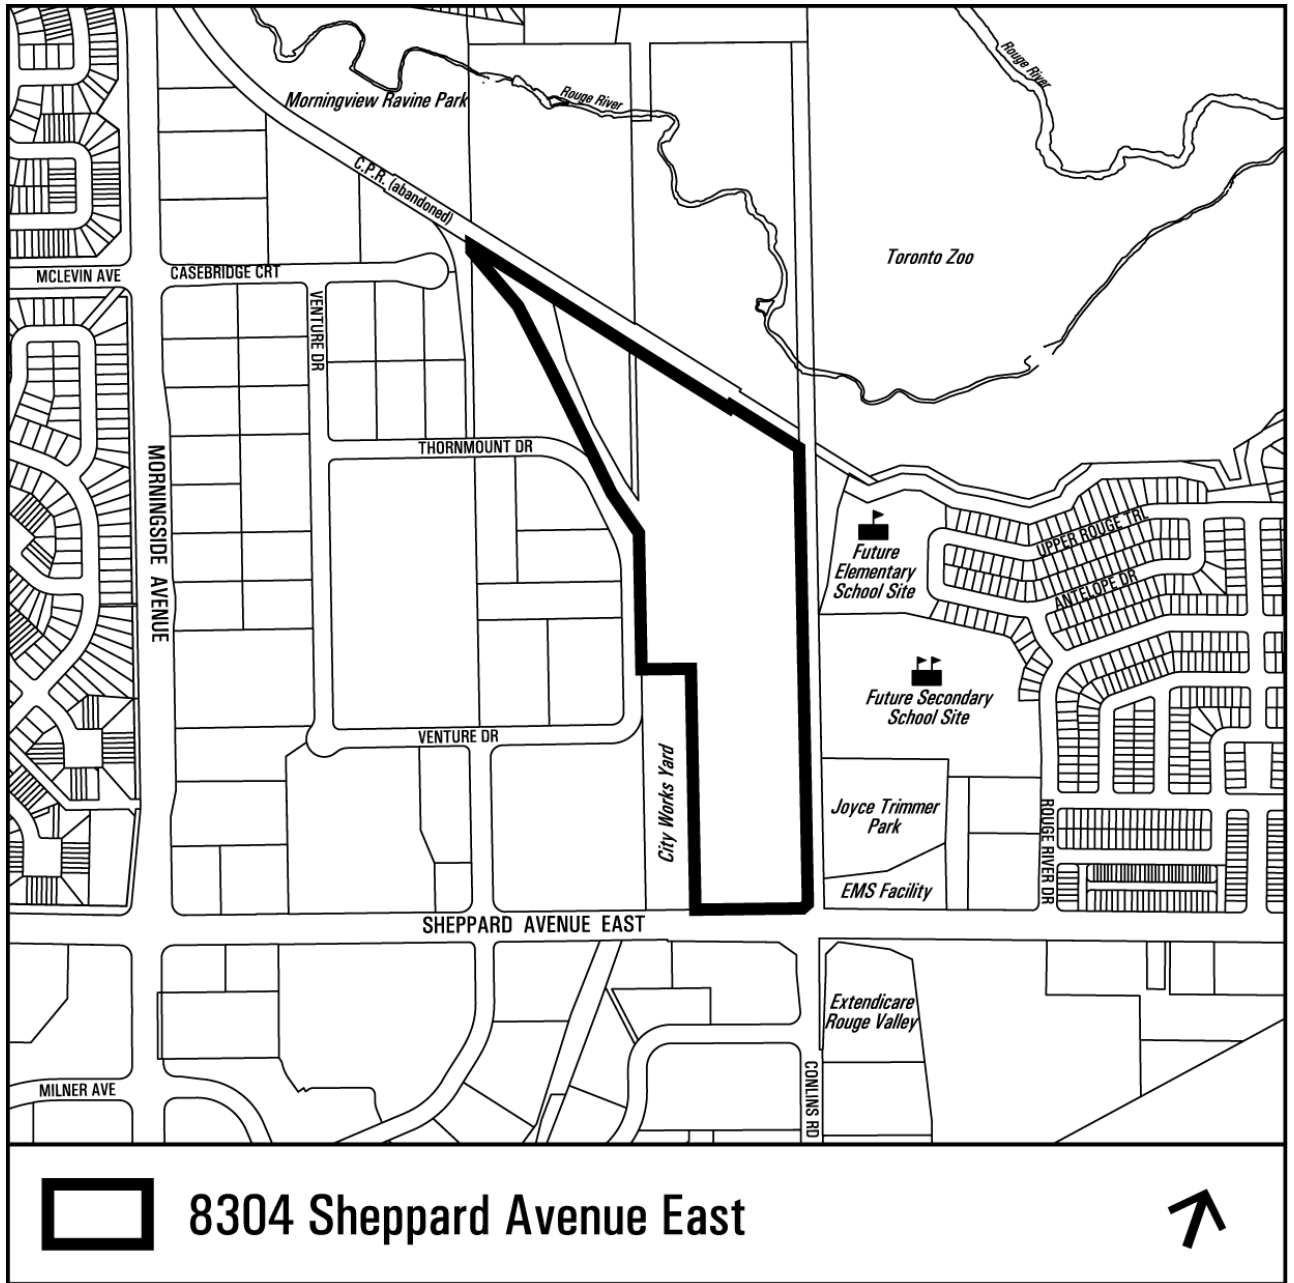 Rouge River
Morningview Ravine Park
Rouge River
C.P.R. (abandoned)
Toronto Zoo
MCLEVIN AVE
CASEBRIDGE CRT
VENTURE DR
THORNMOUNT DR
MORNINGSIDE AVENUE
UPPER ROUGE TRL
Future
Elementary
School Site
ANTELOPE DR
Future Secondary
School Site
VENTURE DR
City Works Yard
Joyce Trimmer
Park
ROUGE RIVER DR
EMS Facility
SHEPPARD AVENUE EAST
Extendicare
Rouge Valley
MILNER AVE
CONLINS RD
8304 Sheppard Avenue East